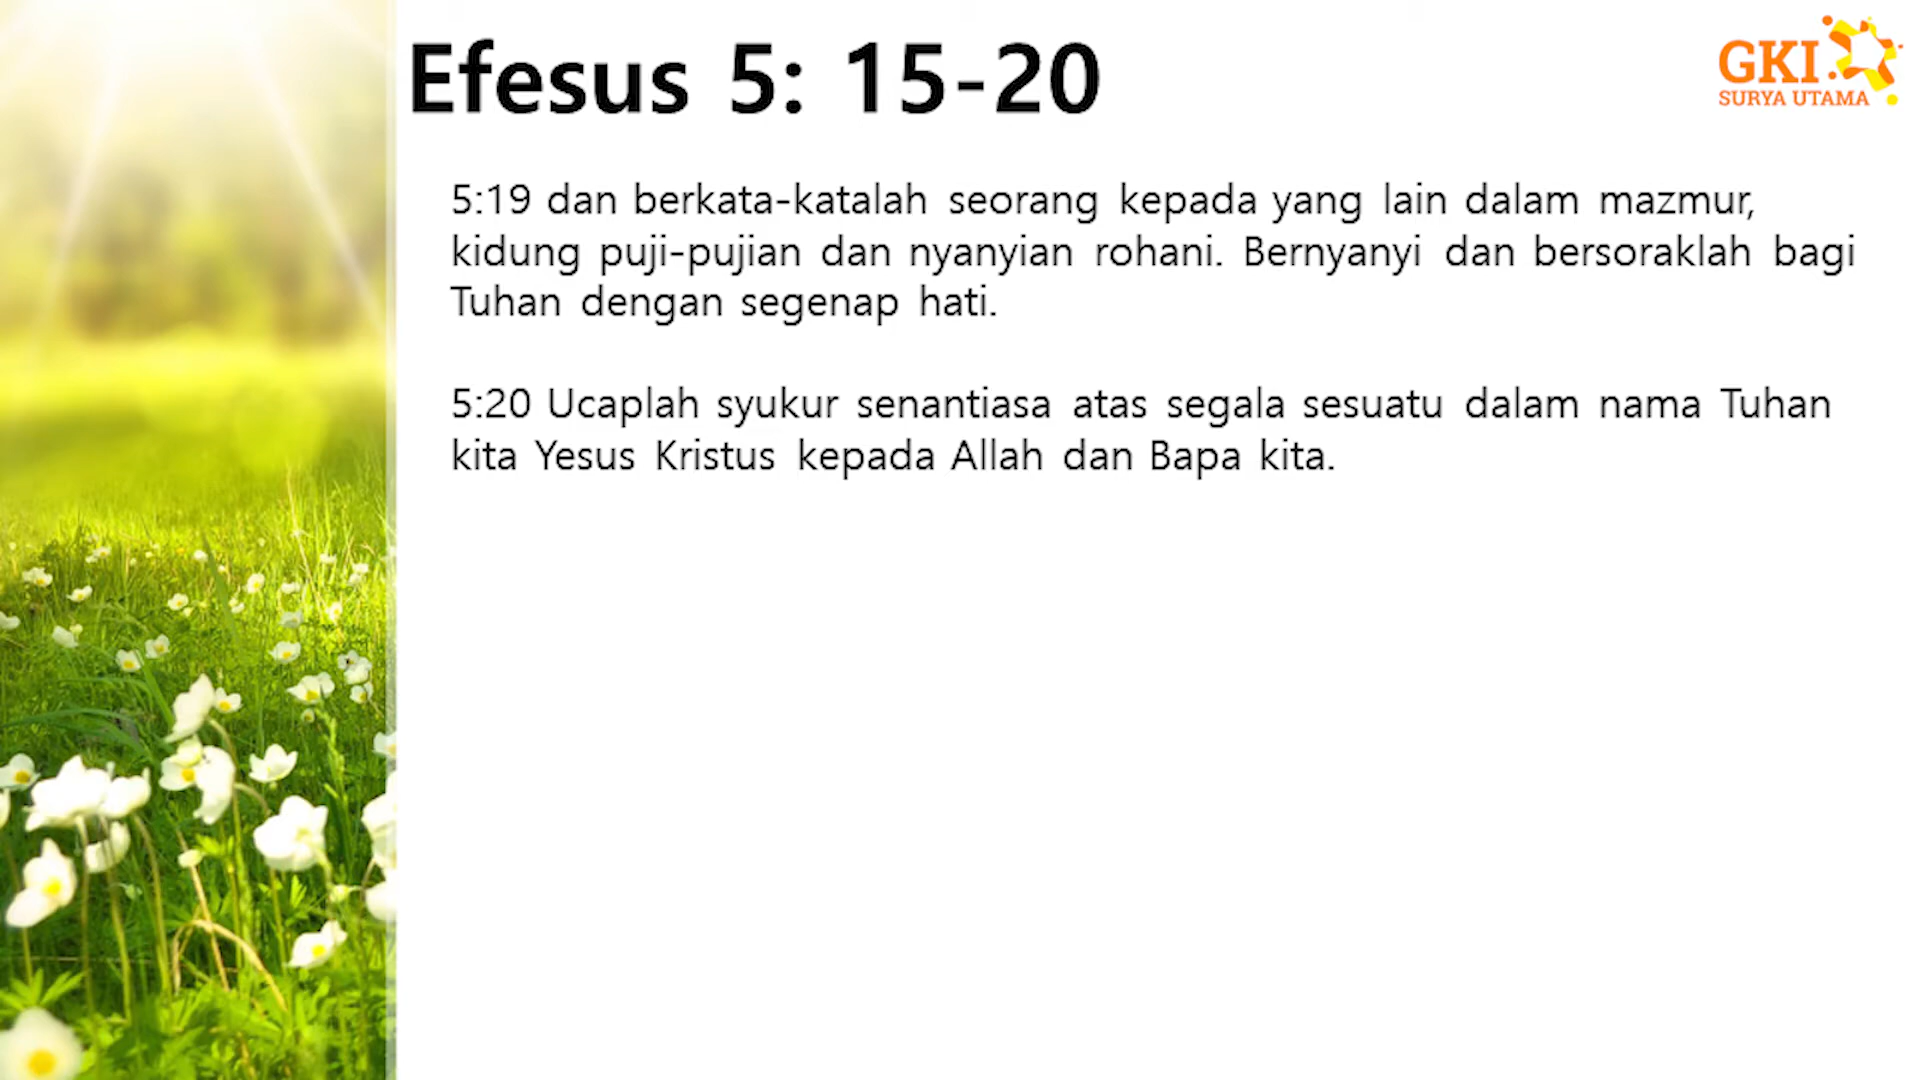 Efesus 5: 15-20
GKI
SURYA UTAMA
5:19 dan berkata-katalah seorang kepada yang lain dalam mazmur,
kidung puji-pujian dan nyanyian rohani. Bernyanyi dan bersoraklah bagi
Tuhan dengan segenap hati.
5:20 Ucaplah syukur senantiasa atas segala sesuatu dalam nama Tuhan
kita Yesus Kristus kepada Allah dan Bapa kita.